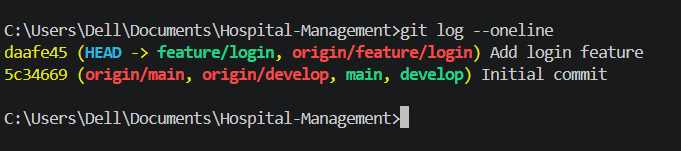 C:\Users\Dell\Documents\Hospital-Management>git log --oneline
daafe45 (HEAD -> feature/login, origin/feature/login) Add login feature
5c34669 (origin/main, origin/develop, main, develop) Initial commit
C:\Users\Dell\Documents\Hospital-Management>